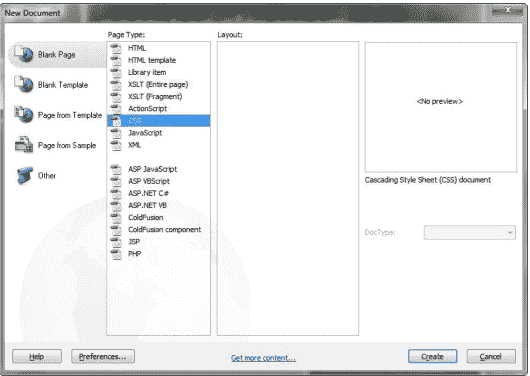 New Document
Page Type:
Layout:
Blank Page
Blank Template
Page from Template
Page from Sample
Other
HTML
HTML template
Library item
XSLT (Entire page)
XSLT (Fragment)
ActionScript
CSS
JavaScript
XML
ASP JavaScript
ASP VBScript
ASP.NET C#
ASP.NET VB
ColdFusion
ColdFusion component
JSP
PHP
<No preview>
Cascading Style Sheet (CSS) document
DocType:
Help
Preferences...
Get more content...
Create
Cancel